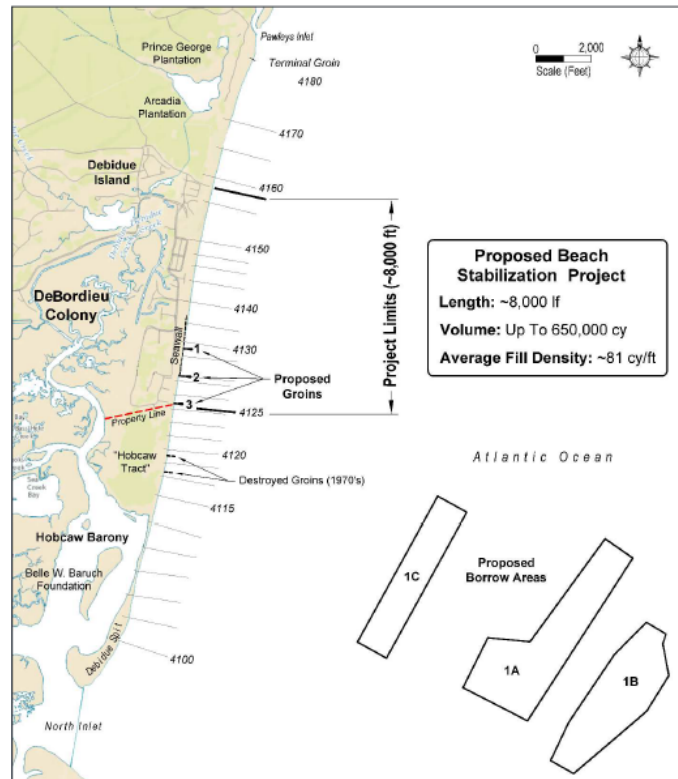 Pawleys Inlet
Prince George
Plantation
Terminal Groin
0 2,000
Scale (Feet)
4180
Arcadia
Plantation
4170
Debidue
Island
4160
4150
Project Limits (~8,000 ft)
Proposed Beach
Stabilization Project
Length: ~8,000 lf
Volume: Up To 650,000 cy
Average Fill Density: ~81 cy/ft
DeBordieu
Colony
4140
Seawall
4130
1
2
3
Proposed
Groins
4125
Property Line
"Hobcaw
Tract"
4120
Destroyed Groins (1970's)
4115
Atlantic Ocean
Hobcaw Barony
Belle W. Baruch
Foundation
Proposed
Borrow Areas
1C
1A
1B
Debidue Spit
4100
North Inlet